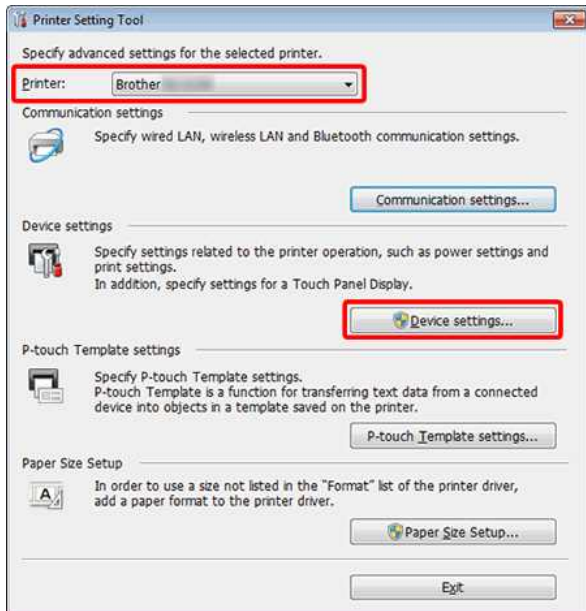 Printer Setting Tool
Specify advanced settings for the selected printer.
Printer: Brother
Communication settings
Specify wired LAN, wireless LAN and Bluetooth communication settings.
Communication settings...
Device settings
Specify settings related to the printer operation, such as power settings and
print settings.
In addition, specify settings for a Touch Panel Display.
Device settings...
P-touch Template settings
Specify P-touch Template settings.
P-touch Template is a function for transferring text data from a connected
device into objects in a template saved on the printer.
P-touch Template settings...
Paper Size Setup
In order to use a size not listed in the "Format" list of the printer driver,
add a paper format to the printer driver.
Paper Size Setup...
Exit